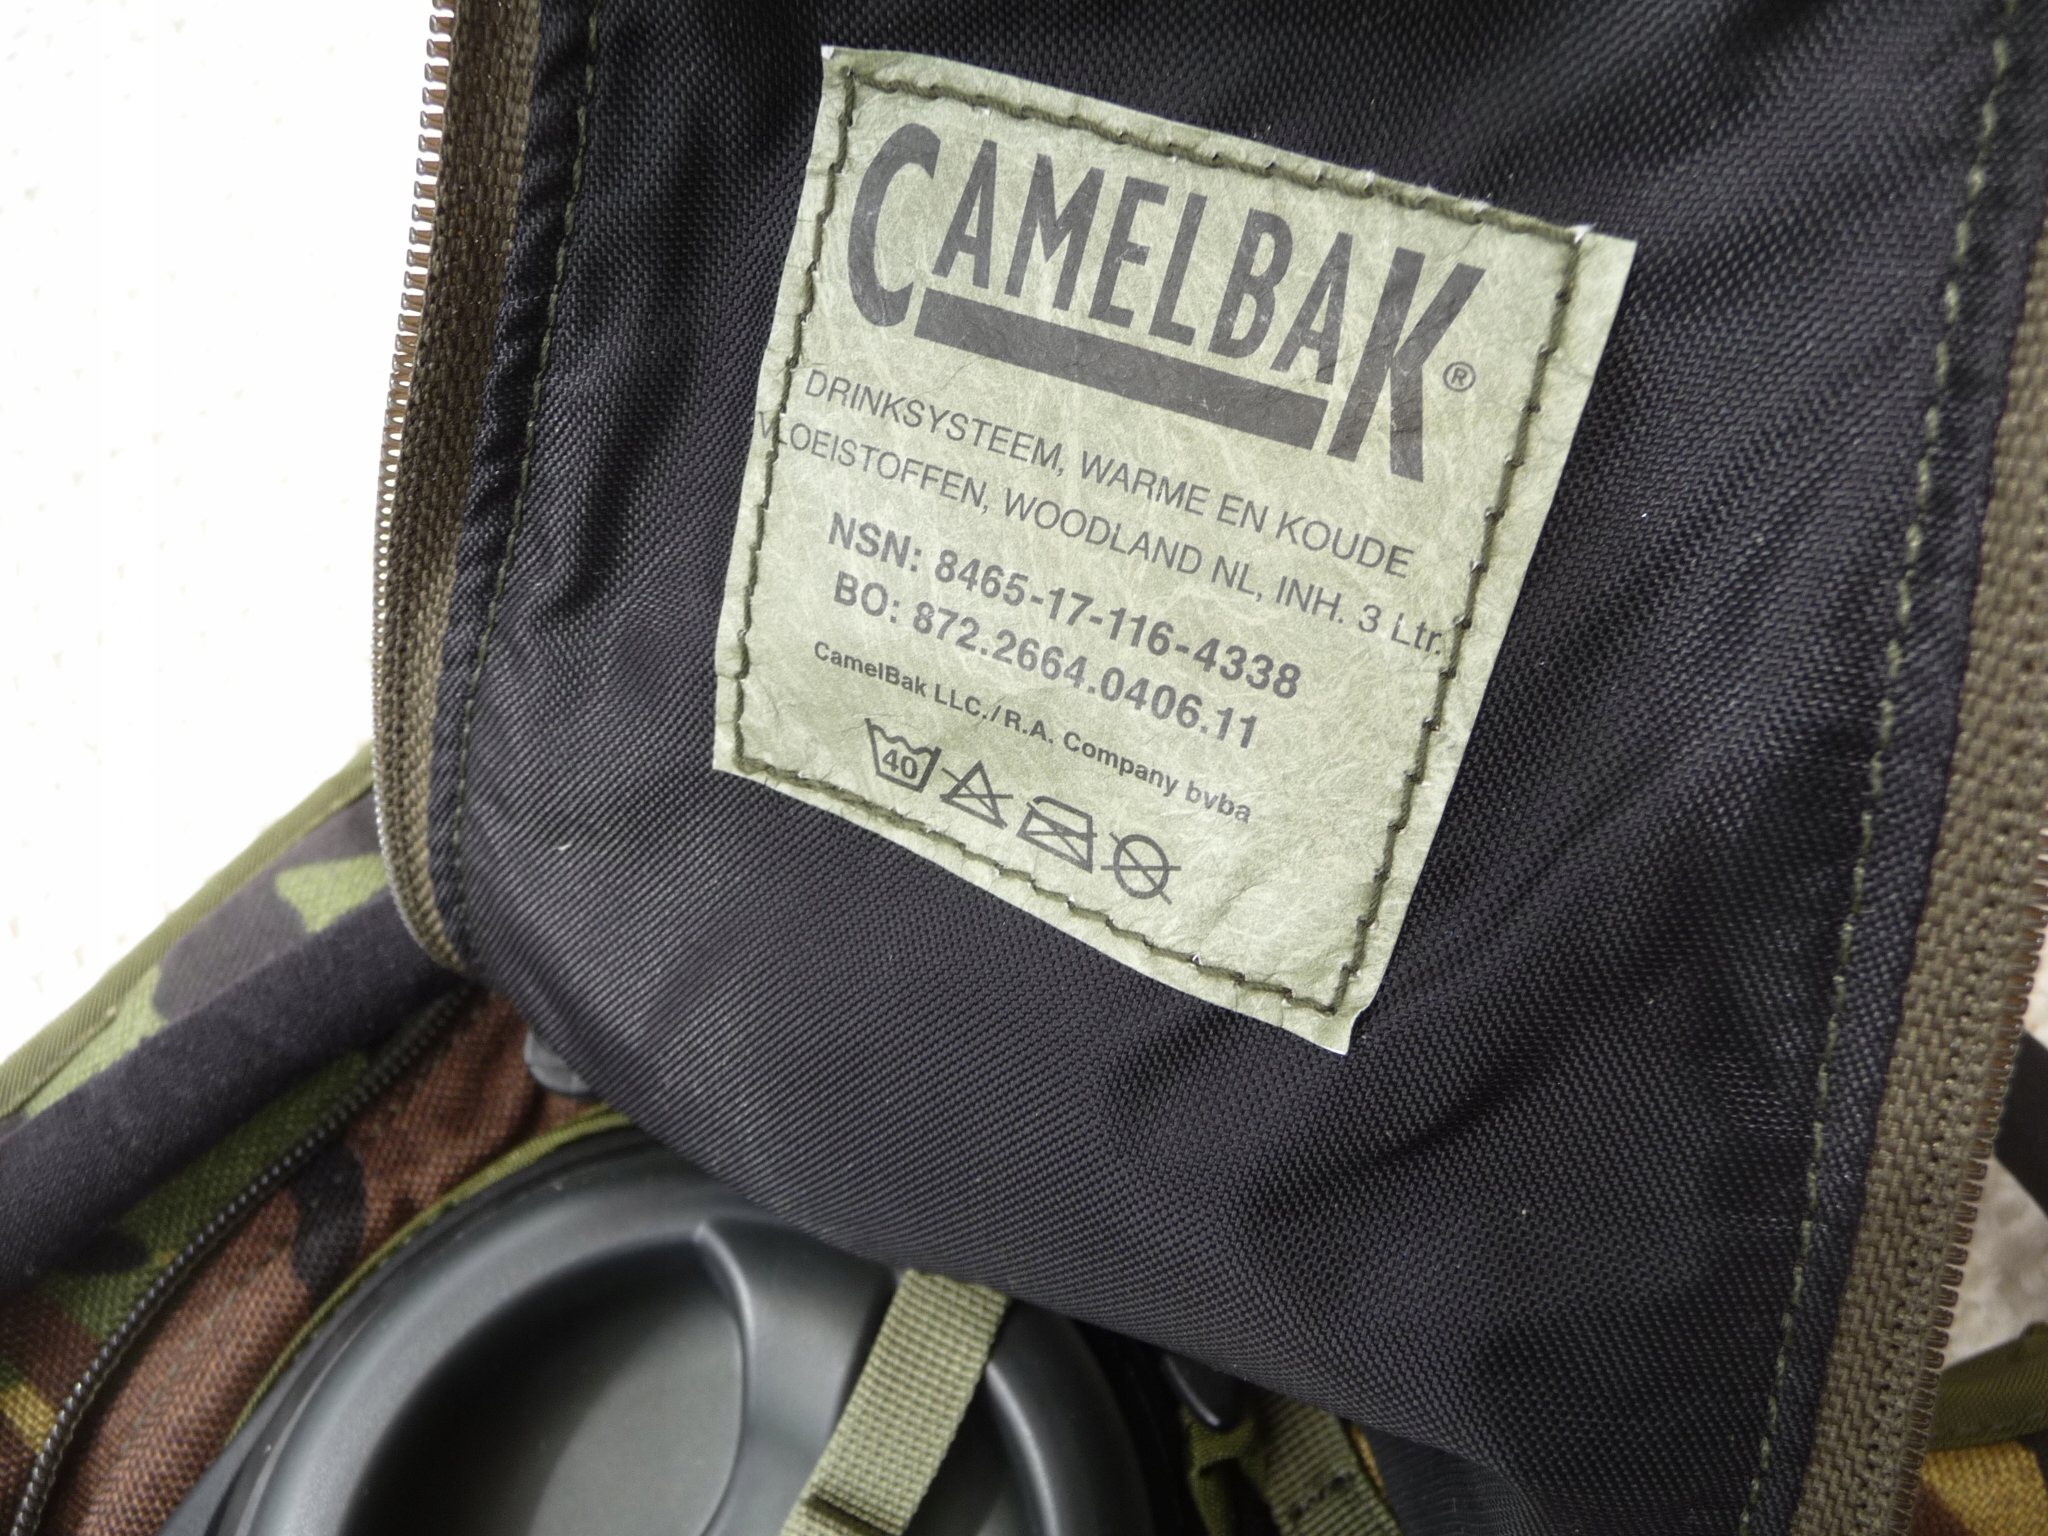 CAMELBAK®
DRINKSYSTEEM, WARME EN KOUDE
VLOEISTOFFEN, WOODLAND NL, INH. 3 Ltr.
NSN: 8465-17-116-4338
BO: 872.2664.0406.11
CamelBak LLC./R.A. Company bvba
40